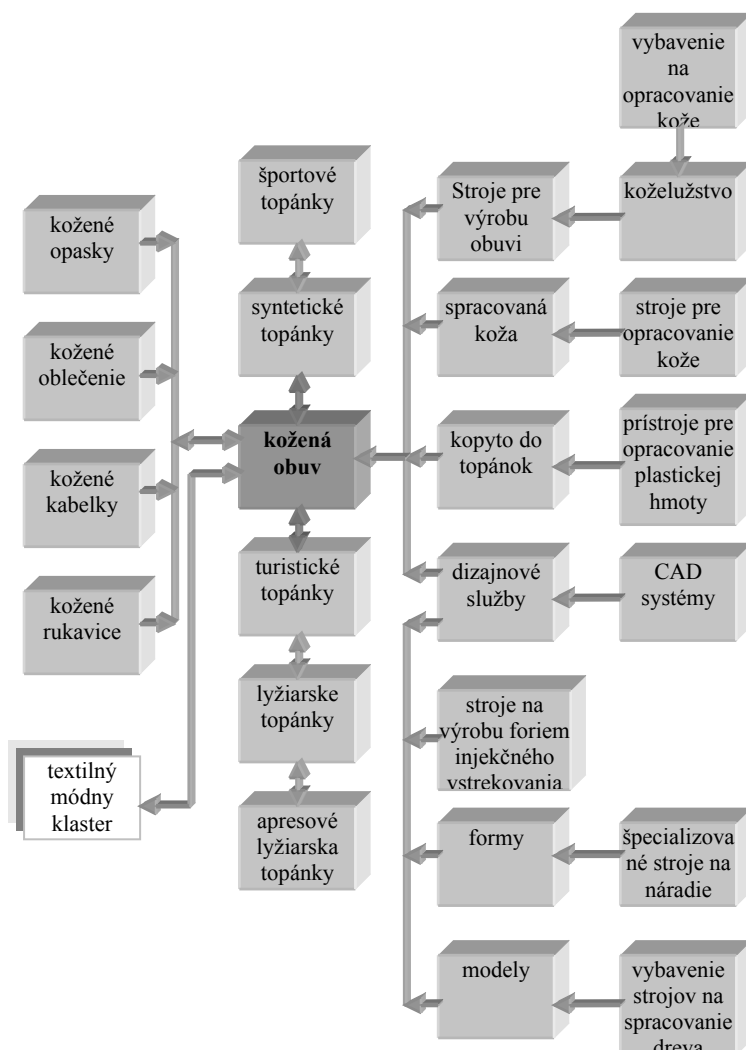 vybavenie
na
opracovanie
kože
športové
topánky
Stroje pre
výrobu
obuvi
koželužstvo
kožené
opasky
syntetické
topánky
spracovaná
koža
stroje pre
opracovanie
kože
kožené
oblečenie
kožená
obuv
kopyto do
topánok
prístroje pre
opracovanie
plastickej
hmoty
kožené
kabelky
turistické
topánky
dizajnové
služby
CAD
systémy
kožené
rukavice
lyžiarske
topánky
stroje na
výrobu foriem
injekčného
vstrekovania
textilný
módny
klaster
apresové
lyžiarska
topánky
formy
špecializova
né stroje na
náradie
modely
vybavenie
strojov na
spracovanie
dreva